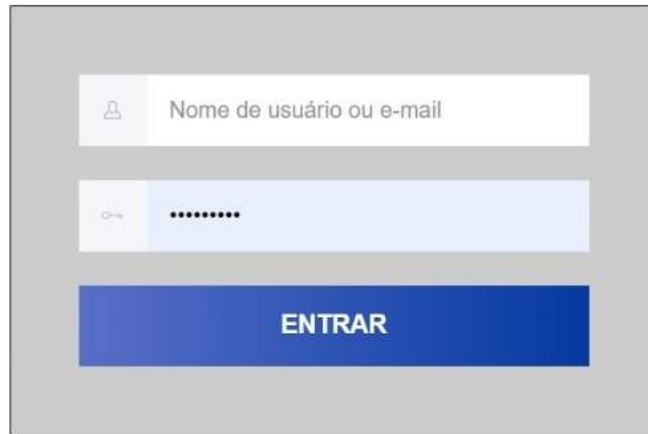 Nome de usuário ou e-mail
•••••••••
ENTRAR